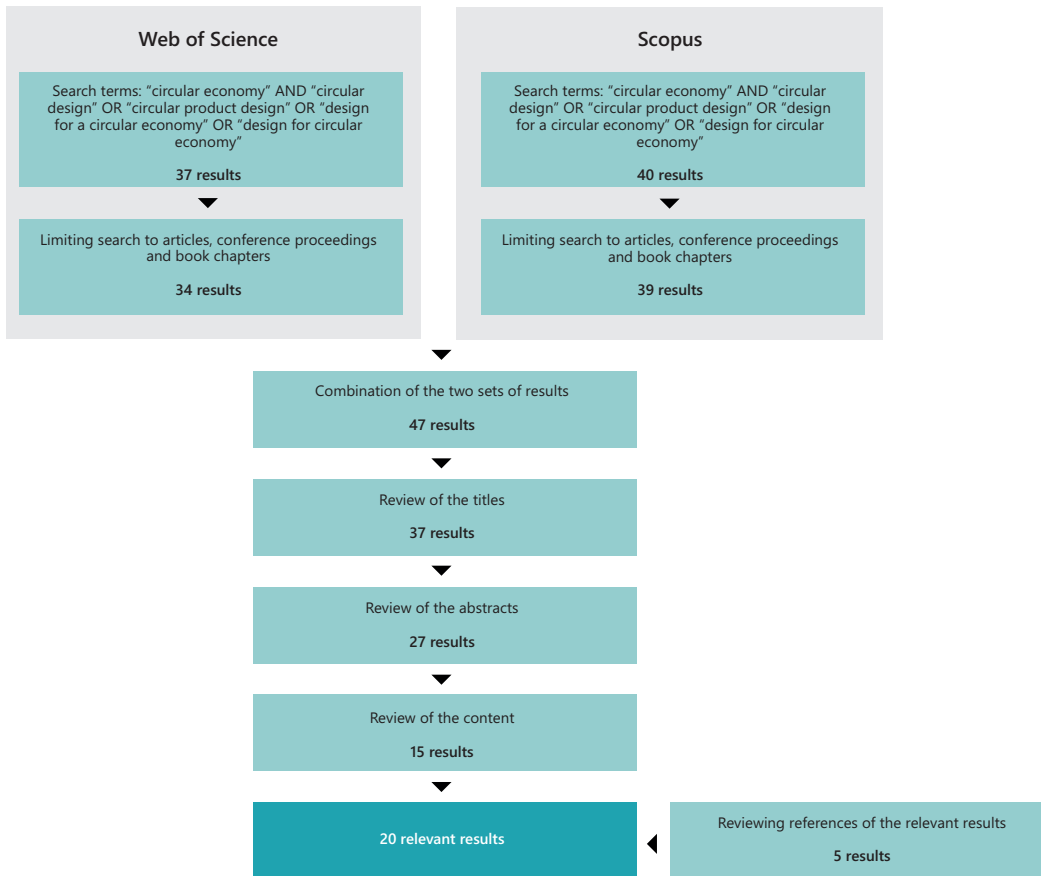 Web of Science
Search terms: “circular economy” AND “circular
design” OR “circular product design” OR “design
for a circular economy” OR “design for circular
economy”
37 results
Limiting search to articles, conference proceedings
and book chapters
34 results
Scopus
Search terms: “circular economy” AND “circular
design” OR “circular product design” OR “design
for a circular economy” OR “design for circular
economy”
40 results
Limiting search to articles, conference proceedings
and book chapters
39 results
Combination of the two sets of results
47 results
Review of the titles
37 results
Review of the abstracts
27 results
Review of the content
15 results
20 relevant results
Reviewing references of the relevant results
5 results